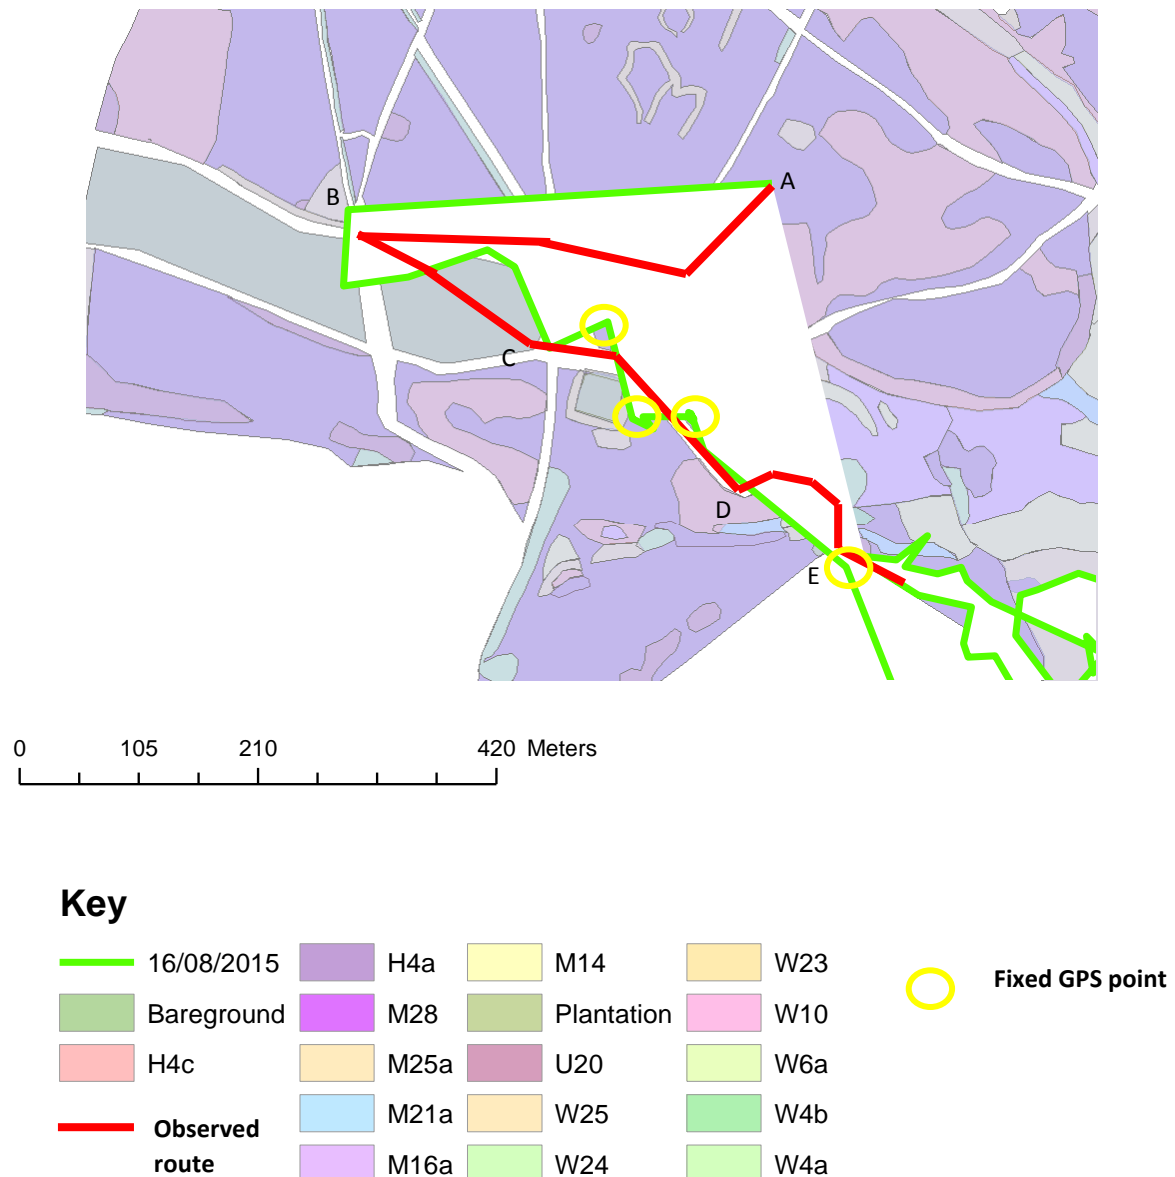 A
B
C
D
E
0 105 210 420 Meters
Key
16/08/2015 H4a M14 W23 Fixed GPS point
Bareground M28 Plantation W10
H4c M25a U20 W6a
Observed M21a W25 W4b
route M16a W24 W4a